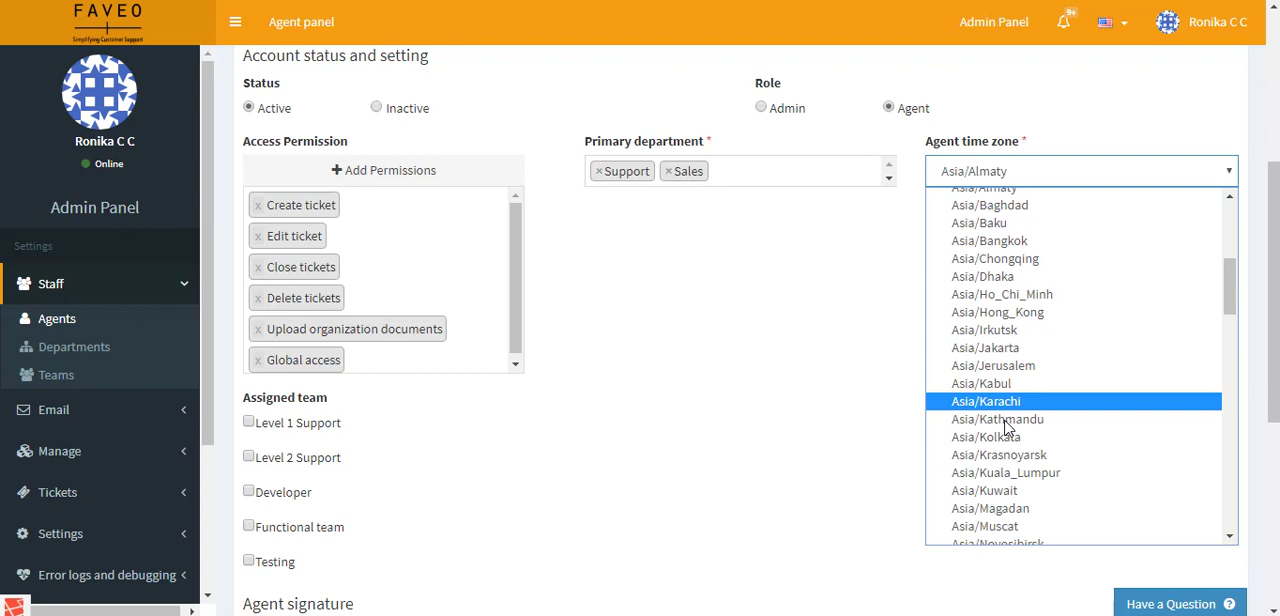 FAVEO
Simplifying Customer Support
Agent panel
Admin Panel
9+
Ronika C C
Ronika C C
Online
Admin Panel
Settings
Staff
Agents
Departments
Teams
Email
Manage
Tickets
Settings
Error logs and debugging
Account status and setting
Status
Active
Inactive
Role
Admin
Agent
Access Permission
Add Permissions
x Create ticket
x Edit ticket
x Close tickets
x Delete tickets
x Upload organization documents
x Global access
Primary department *
×Support ×Sales
Agent time zone *
Asia/Almaty
Asia/Almaty
Asia/Baghdad
Asia/Baku
Asia/Bangkok
Asia/Chongqing
Asia/Dhaka
Asia/Ho_Chi_Minh
Asia/Hong_Kong
Asia/Irkutsk
Asia/Jakarta
Asia/Jerusalem
Asia/Kabul
Asia/Karachi
Asia/Kathmandu
Asia/Kolkata
Asia/Krasnoyarsk
Asia/Kuala_Lumpur
Asia/Kuwait
Asia/Magadan
Asia/Muscat
Asia/Novosibirsk
Assigned team
Level 1 Support
Level 2 Support
Developer
Functional team
Testing
Agent signature
Have a Question